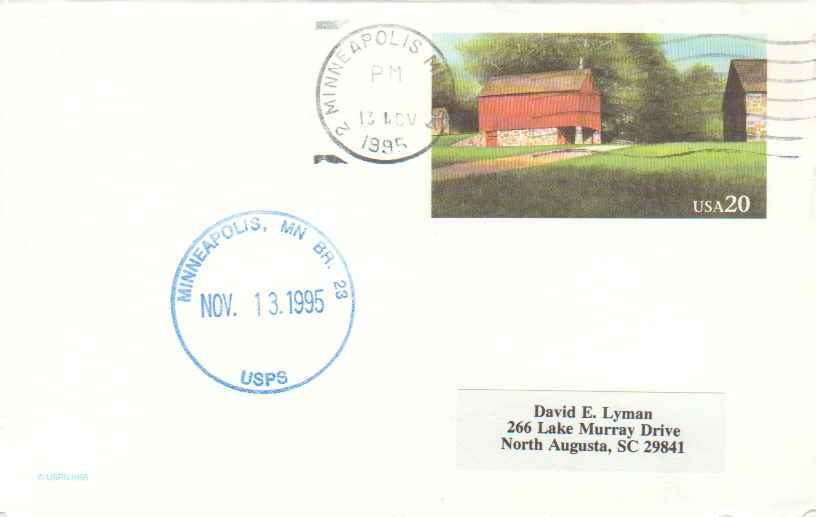 2 MINNEAPOLIS MN
PM
13 NOV
1995
USA20
MINNEAPOLIS, MN BR. 23
NOV. 13.1995
USPS
David E. Lyman
266 Lake Murray Drive
North Augusta, SC 29841
© USPS 1995